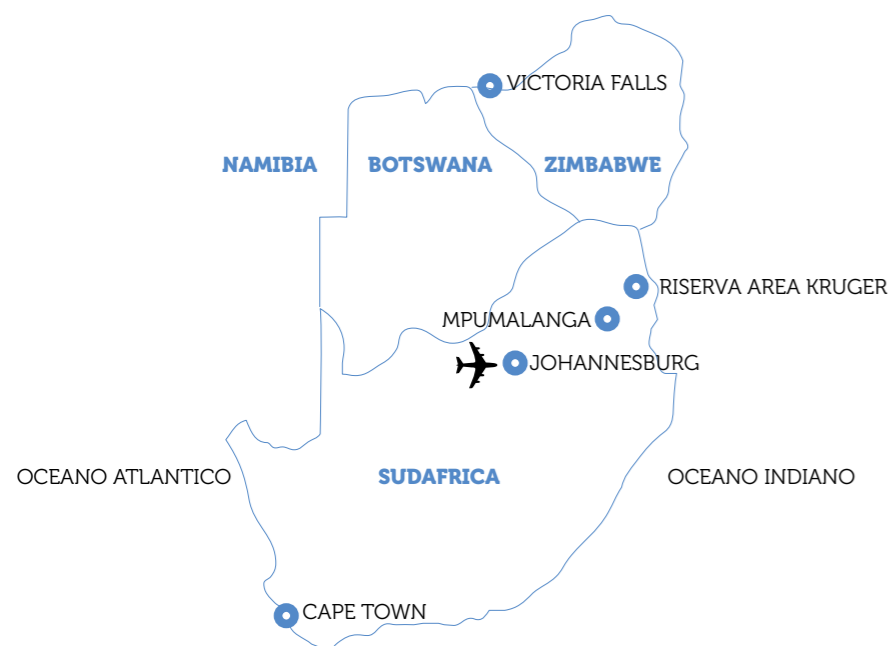 VICTORIA FALLS
NAMIBIA
BOTSWANA
ZIMBABWE
RISERVA AREA KRUGER
MPUMALANGA
JOHANNESBURG
OCEANO ATLANTICO
SUDAFRICA
OCEANO INDIANO
CAPE TOWN